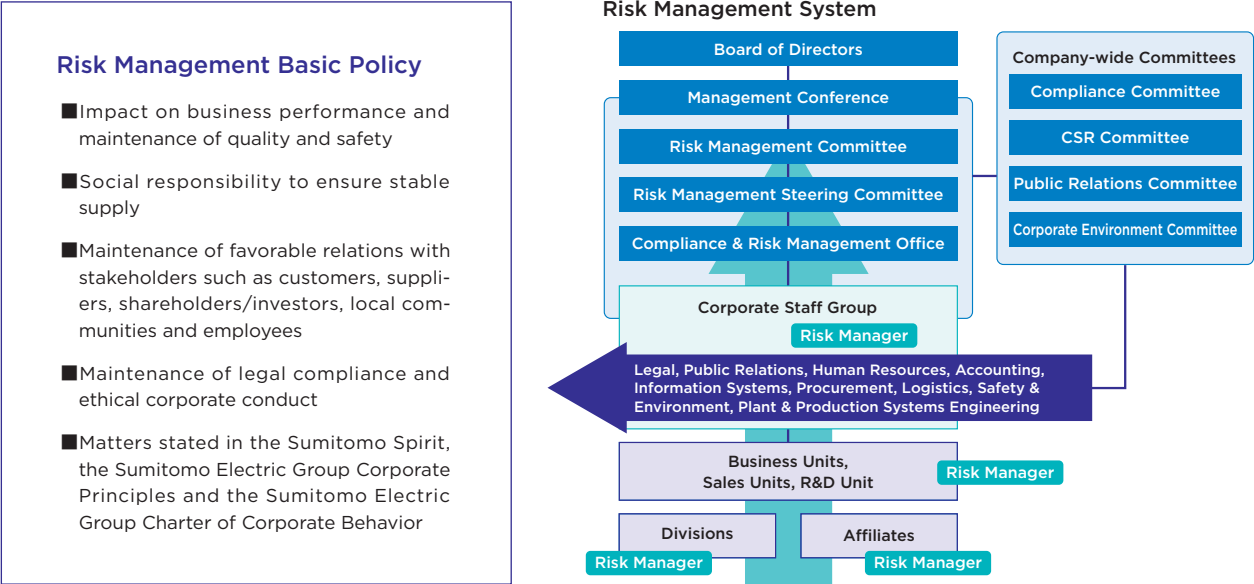 Risk Management Basic Policy
■Impact on business performance and
maintenance of quality and safety
■Social responsibility to ensure stable
supply
■Maintenance of favorable relations with
stakeholders such as customers, suppli-
ers, shareholders/investors, local com-
munities and employees
■Maintenance of legal compliance and
ethical corporate conduct
■Matters stated in the Sumitomo Spirit,
the Sumitomo Electric Group Corporate
Principles and the Sumitomo Electric
Group Charter of Corporate Behavior
Risk Management System
Board of Directors
Management Conference
Risk Management Committee
Risk Management Steering Committee
Compliance & Risk Management Office
Corporate Staff Group
Risk Manager
Legal, Public Relations, Human Resources, Accounting,
Information Systems, Procurement, Logistics, Safety &
Environment, Plant & Production Systems Engineering
Business Units,
Sales Units, R&D Unit
Risk Manager
Divisions
Risk Manager
Affiliates
Risk Manager
Company-wide Committees
Compliance Committee
CSR Committee
Public Relations Committee
Corporate Environment Committee